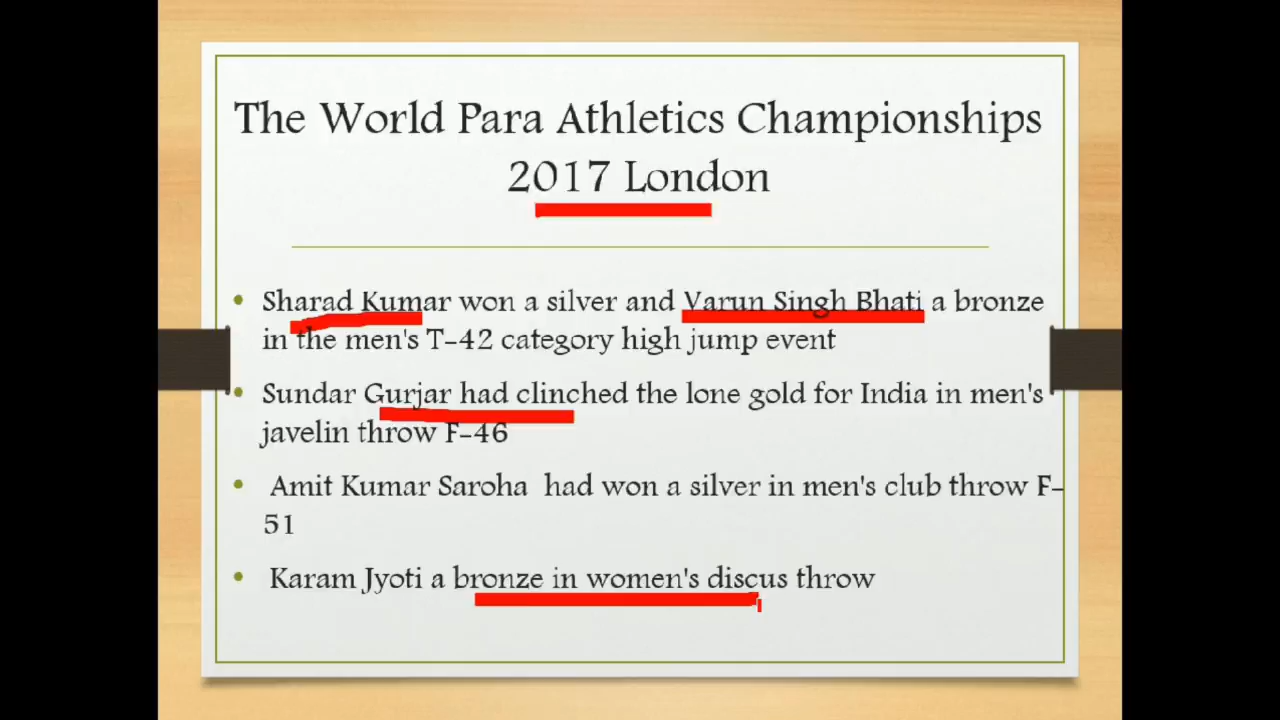 The World Para Athletics Championships
2017 London
• Sharad Kumar won a silver and Varun Singh Bhati a bronze
in the men's T-42 category high jump event
• Sundar Gurjar had clinched the lone gold for India in men's
javelin throw F-46
• Amit Kumar Saroha had won a silver in men's club throw F-
51
• Karam Jyoti a bronze in women's discus throw